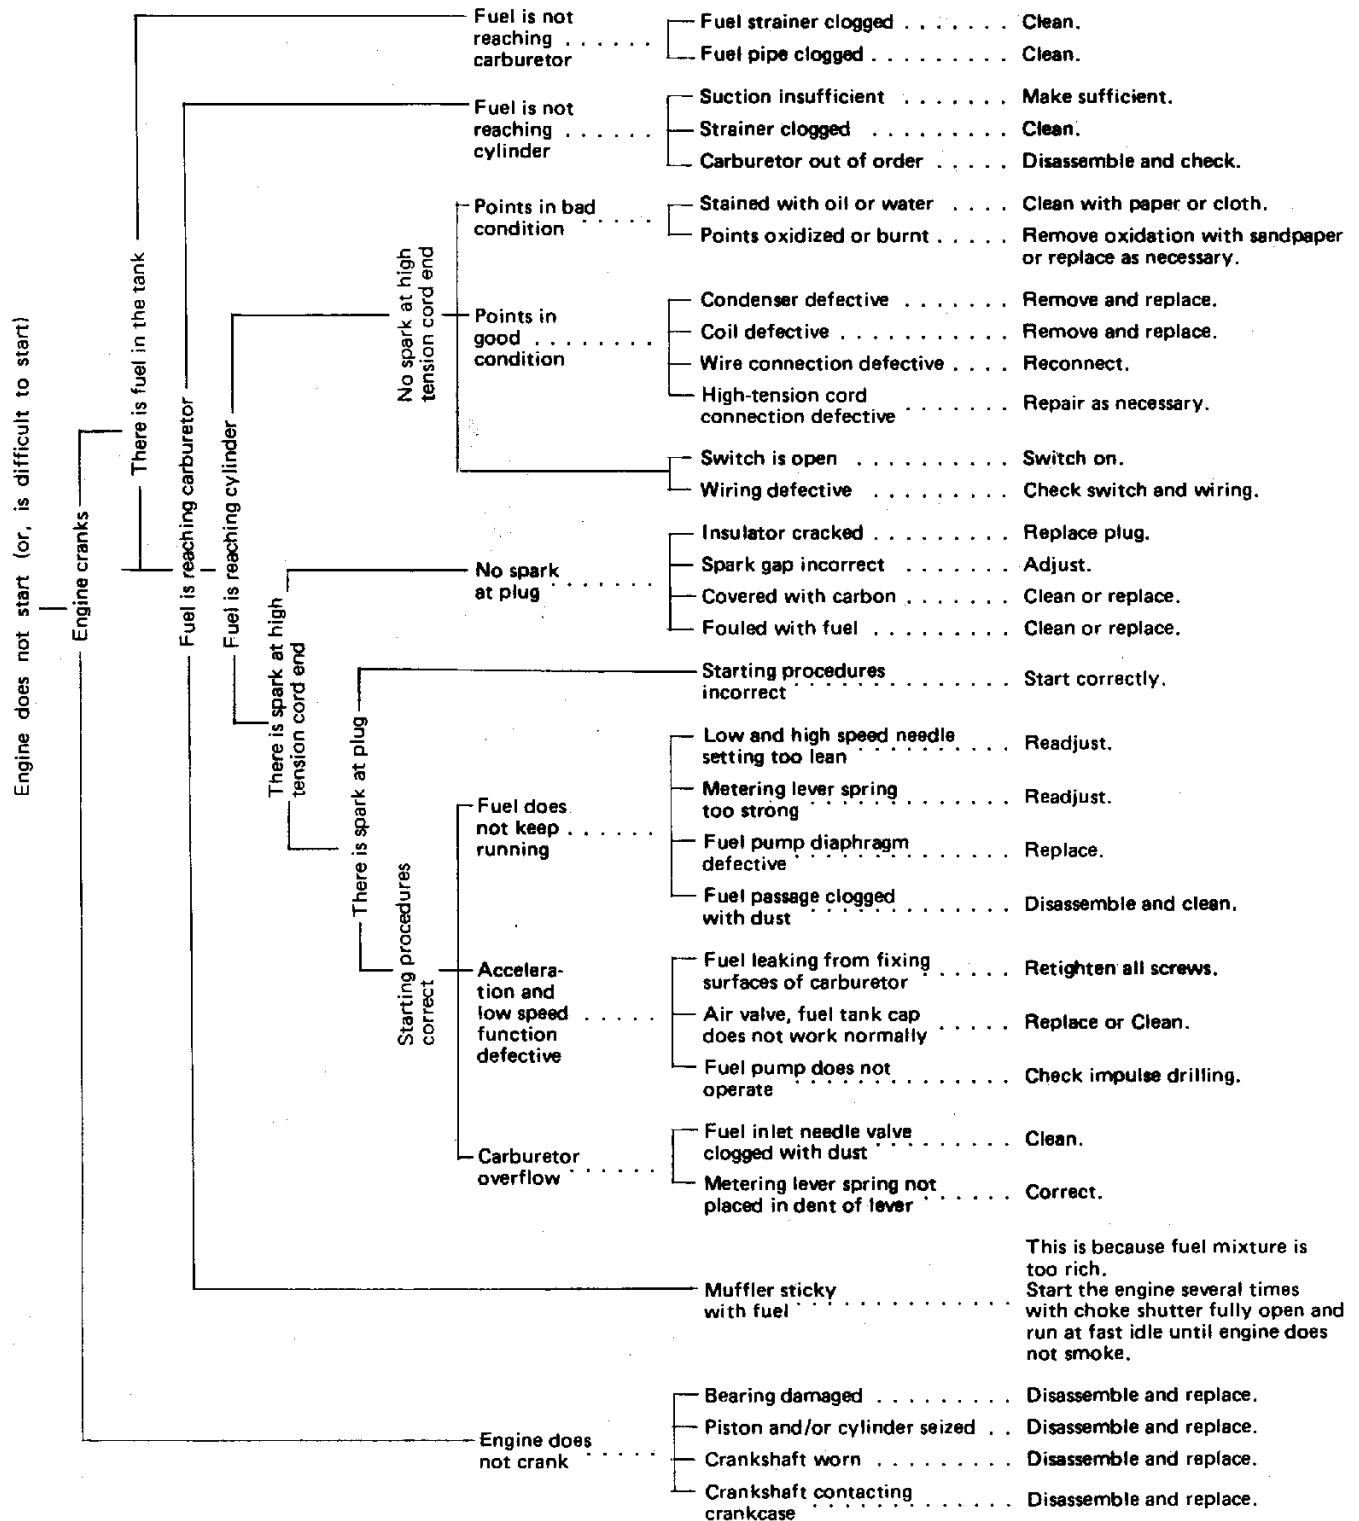 Engine does not start (or, is difficult to start)
Engine cranks
There is fuel in the tank
Fuel is reaching carburetor
Fuel is reaching cylinder
There is spark at high
tension cord end
There is spark at plug
Starting procedures
correct
No spark at high
tension cord end
Fuel is not
reaching . . . . . .
carburetor
Fuel strainer clogged . . . . . . . Clean.
Fuel pipe clogged . . . . . . . . . Clean.
Fuel is not
reaching . . . . . .
cylinder
Suction insufficient . . . . . . . Make sufficient.
Strainer clogged . . . . . . . . . Clean.
Carburetor out of order . . . . . Disassemble and check.
Points in bad
condition . . . . .
Stained with oil or water . . . . Clean with paper or cloth.
Points oxidized or burnt . . . . . Remove oxidation with sandpaper
or replace as necessary.
Points in
good . . . . . . . .
condition
Condenser defective . . . . . . . Remove and replace.
Coil defective . . . . . . . . . . . Remove and replace.
Wire connection defective . . . . Reconnect.
High-tension cord
connection defective . . . . . . . Repair as necessary.
Switch is open . . . . . . . . . . Switch on.
Wiring defective . . . . . . . . . Check switch and wiring.
No spark
at plug . . . . . . .
Insulator cracked . . . . . . . . . Replace plug.
Spark gap incorrect . . . . . . . Adjust.
Covered with carbon . . . . . . . Clean or replace.
Fouled with fuel . . . . . . . . . Clean or replace.
Starting procedures
incorrect . . . . . . . . . . . . . Start correctly.
Fuel does
not keep . . . . . .
running
Low and high speed needle
setting too lean . . . . . . . . . . Readjust.
Metering lever spring
too strong . . . . . . . . . . . . . Readjust.
Fuel pump diaphragm
defective . . . . . . . . . . . . . . Replace.
Fuel passage clogged
with dust . . . . . . . . . . . . . Disassemble and clean.
Accelera-
tion and
low speed . . . . .
function
defective
Fuel leaking from fixing
surfaces of carburetor . . . . . . Retighten all screws.
Air valve, fuel tank cap
does not work normally . . . . . Replace or Clean.
Fuel pump does not
operate . . . . . . . . . . . . . . Check impulse drilling.
Carburetor
overflow . . . . . .
Fuel inlet needle valve
clogged with dust . . . . . . . . Clean.
Metering lever spring not
placed in dent of lever . . . . . Correct.
This is because fuel mixture is
too rich.
Muffler sticky
with fuel . . . . . . . . . . . . . Start the engine several times
with choke shutter fully open and
run at fast idle until engine does
not smoke.
Engine does
not crank . . . . .
Bearing damaged . . . . . . . . . Disassemble and replace.
Piston and/or cylinder seized . . Disassemble and replace.
Crankshaft worn . . . . . . . . . Disassemble and replace.
Crankshaft contacting
crankcase . . . . . . . . . . . . . Disassemble and replace.